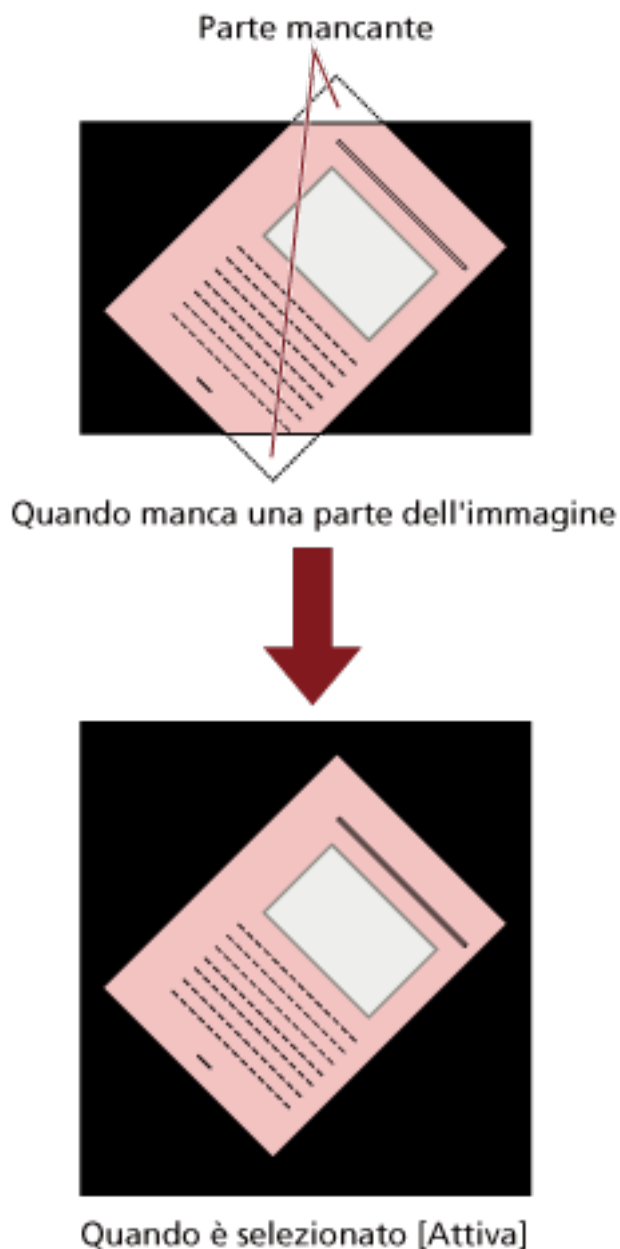 Parte mancante
Quando manca una parte dell'immagine
Quando è selezionato [Attiva]